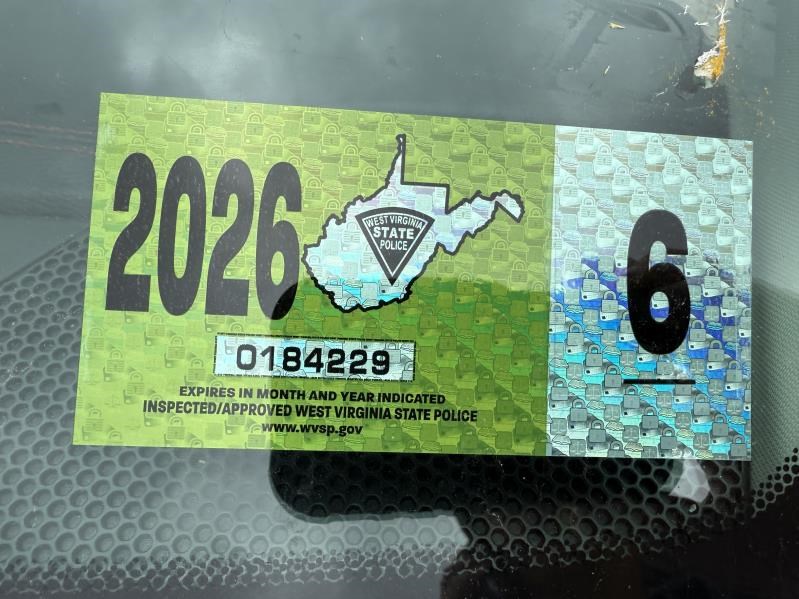 2026
WEST VIRGINIA
STATE
POLICE
6
0184229
EXPIRES IN MONTH AND YEAR INDICATED
INSPECTED/APPROVED WEST VIRGINIA STATE POLICE
www.wvsp.gov